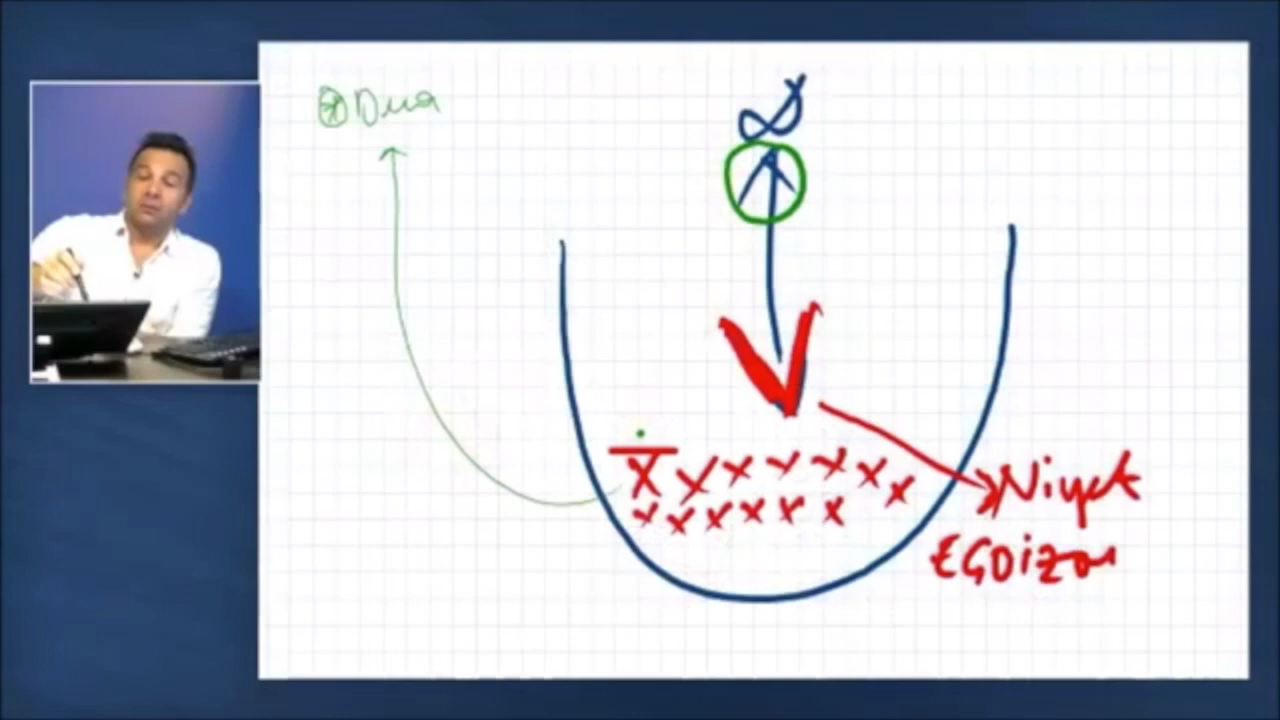 ⊛ Dua
∞
X X X X X X X
X X X X X X
Niyet
EGOizm